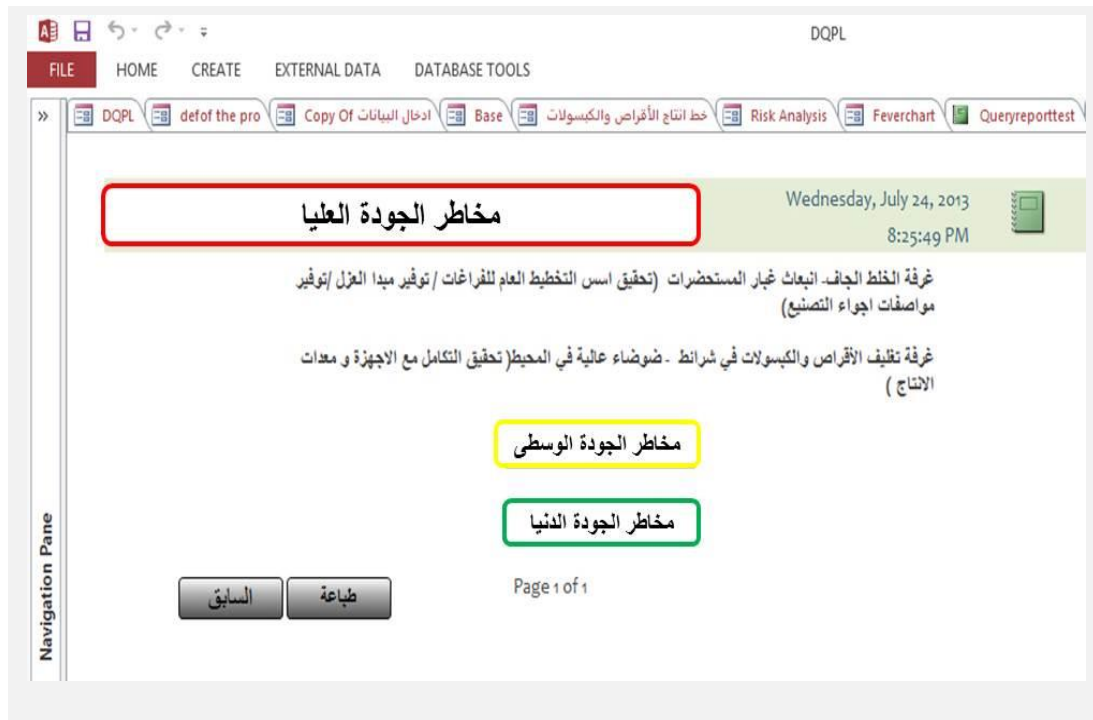 DQPL
FILE HOME CREATE EXTERNAL DATA DATABASE TOOLS
DQPL defof the pro Copy Of ادخال البيانات Base خط انتاج الأقراص والكبسولات Risk Analysis Feverchart Queryreporttest
مخاطر الجودة العليا
Wednesday, July 24, 2013
8:25:49 PM
غرفة الخلط الجاف- انبعاث غبار المستحضرات (تحقيق اسس التخطيط العام للفراغات / توفير مبدا العزل /توفير
مواصفات اجواء التصنيع)
غرفة تغليف الأقراص والكبسولات في شرائط - ضوضاء عالية في المحيط( تحقيق التكامل مع الاجهزة و معدات
الانتاج )
مخاطر الجودة الوسطى
مخاطر الجودة الدنيا
Page 1 of 1
طباعة
السابق
Navigation Pane